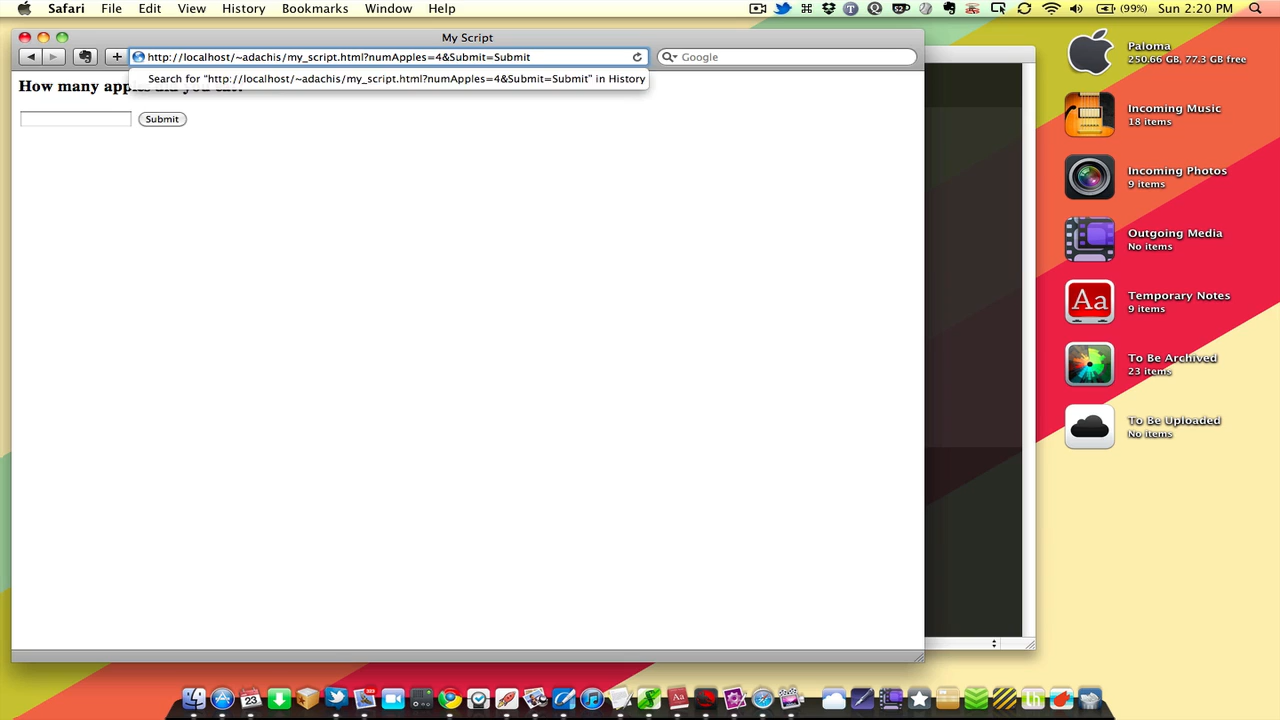 Safari File Edit View History Bookmarks Window Help (99%) Sun 2:20 PM
My Script
http://localhost/~adachis/my_script.html?numApples=4&Submit=Submit Google
Search for "http://localhost/~adachis/my_script.html?numApples=4&Submit=Submit" in History
How many apples did you eat?
Submit
Paloma
250.66 GB, 77.3 GB free
Incoming Music
18 items
Incoming Photos
9 items
Outgoing Media
No items
Aa
Temporary Notes
9 items
To Be Archived
23 items
To Be Uploaded
No items